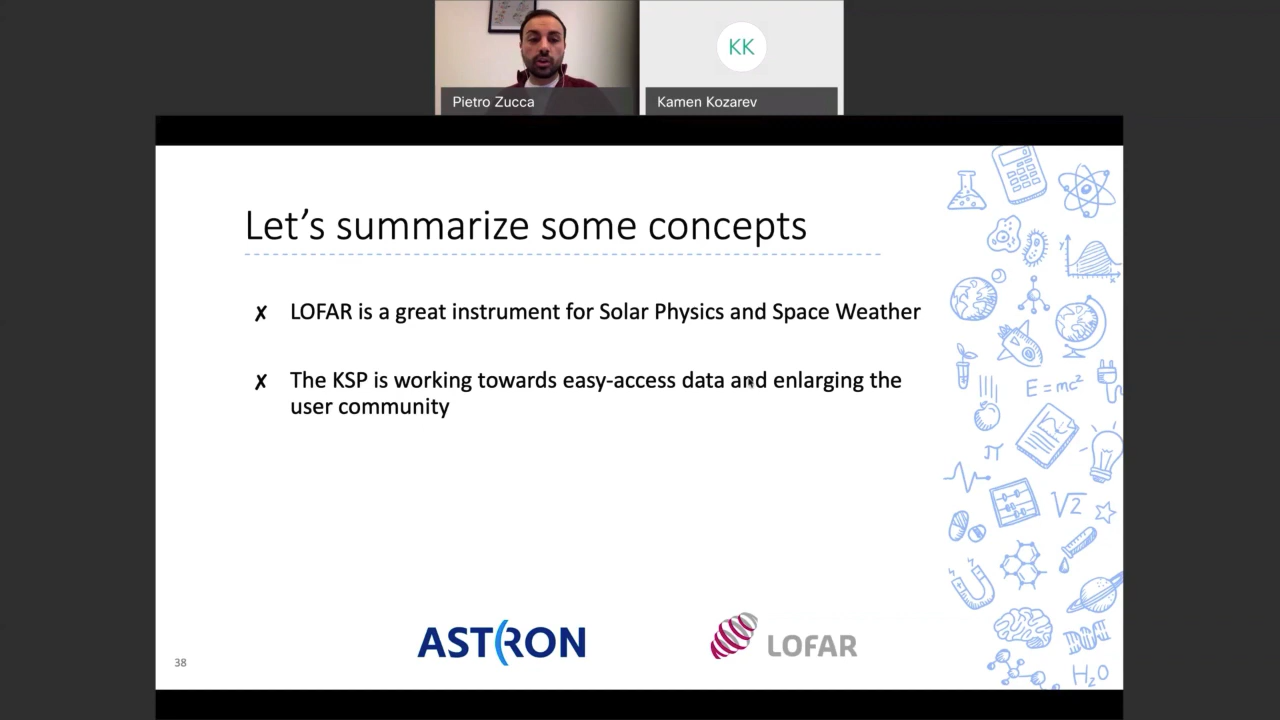 KK
Pietro Zucca
Kamen Kozarev
Let's summarize some concepts
✗ LOFAR is a great instrument for Solar Physics and Space Weather
✗ The KSP is working towards easy-access data and enlarging the
user community
y
x
E = mc²
π
√2
H₂O
ASTRON
LOFAR
38